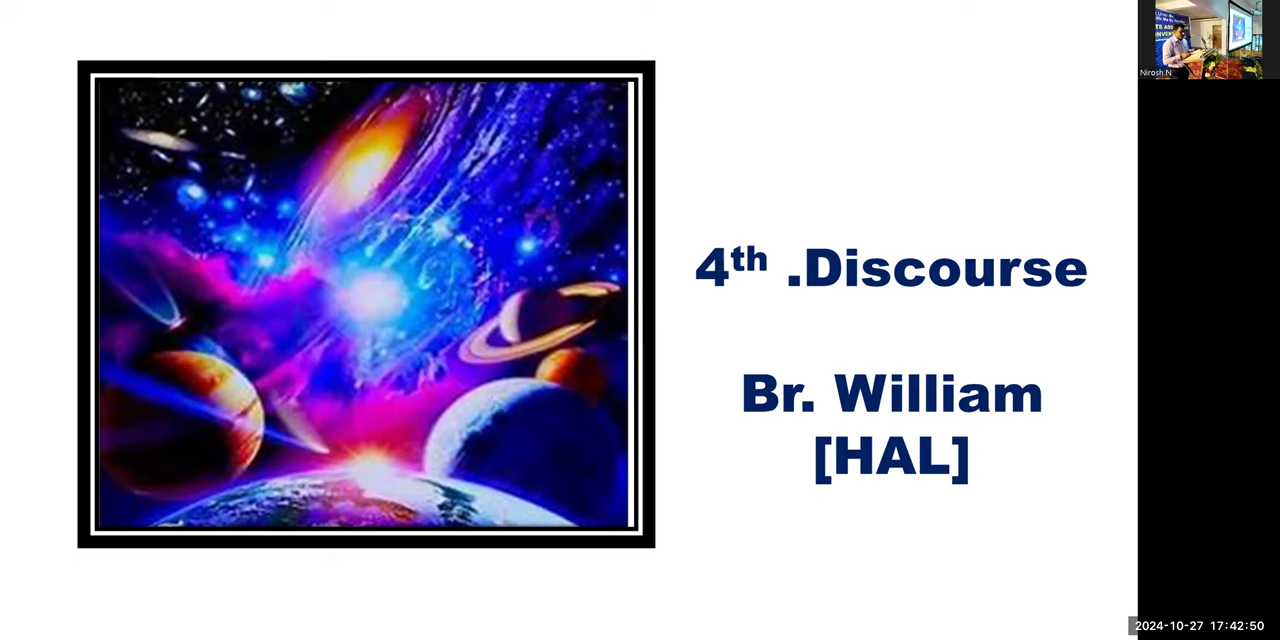 4th .Discourse
Br. William
[HAL]
Nirosh N
2024-10-27 17:42:50